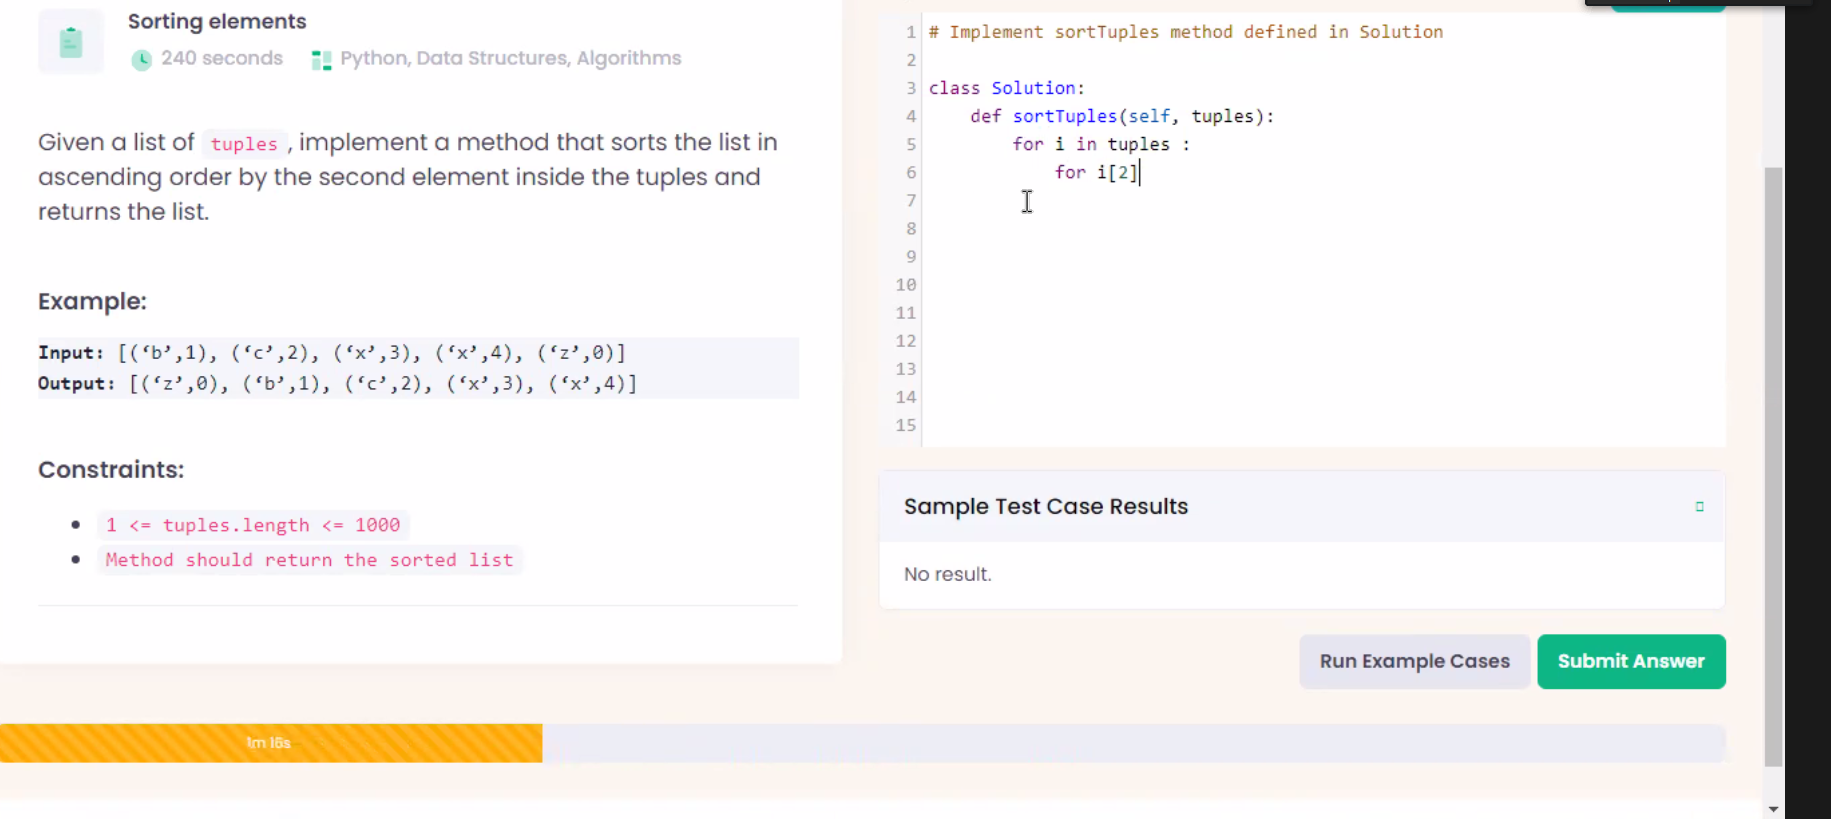 Sorting elements
240 seconds Python, Data Structures, Algorithms
Given a list of tuples , implement a method that sorts the list in
ascending order by the second element inside the tuples and
returns the list.
Example:
Input: [(‘b’,1), (‘c’,2), (‘x’,3), (‘x’,4), (‘z’,0)]
Output: [(‘z’,0), (‘b’,1), (‘c’,2), (‘x’,3), (‘x’,4)]
Constraints:
1 <= tuples.length <= 1000
Method should return the sorted list
1 # Implement sortTuples method defined in Solution
2
3 class Solution:
4     def sortTuples(self, tuples):
5         for i in tuples :
6             for i[2]
7
8
9
10
11
12
13
14
15
Sample Test Case Results
No result.
Run Example Cases
Submit Answer
1m 16s